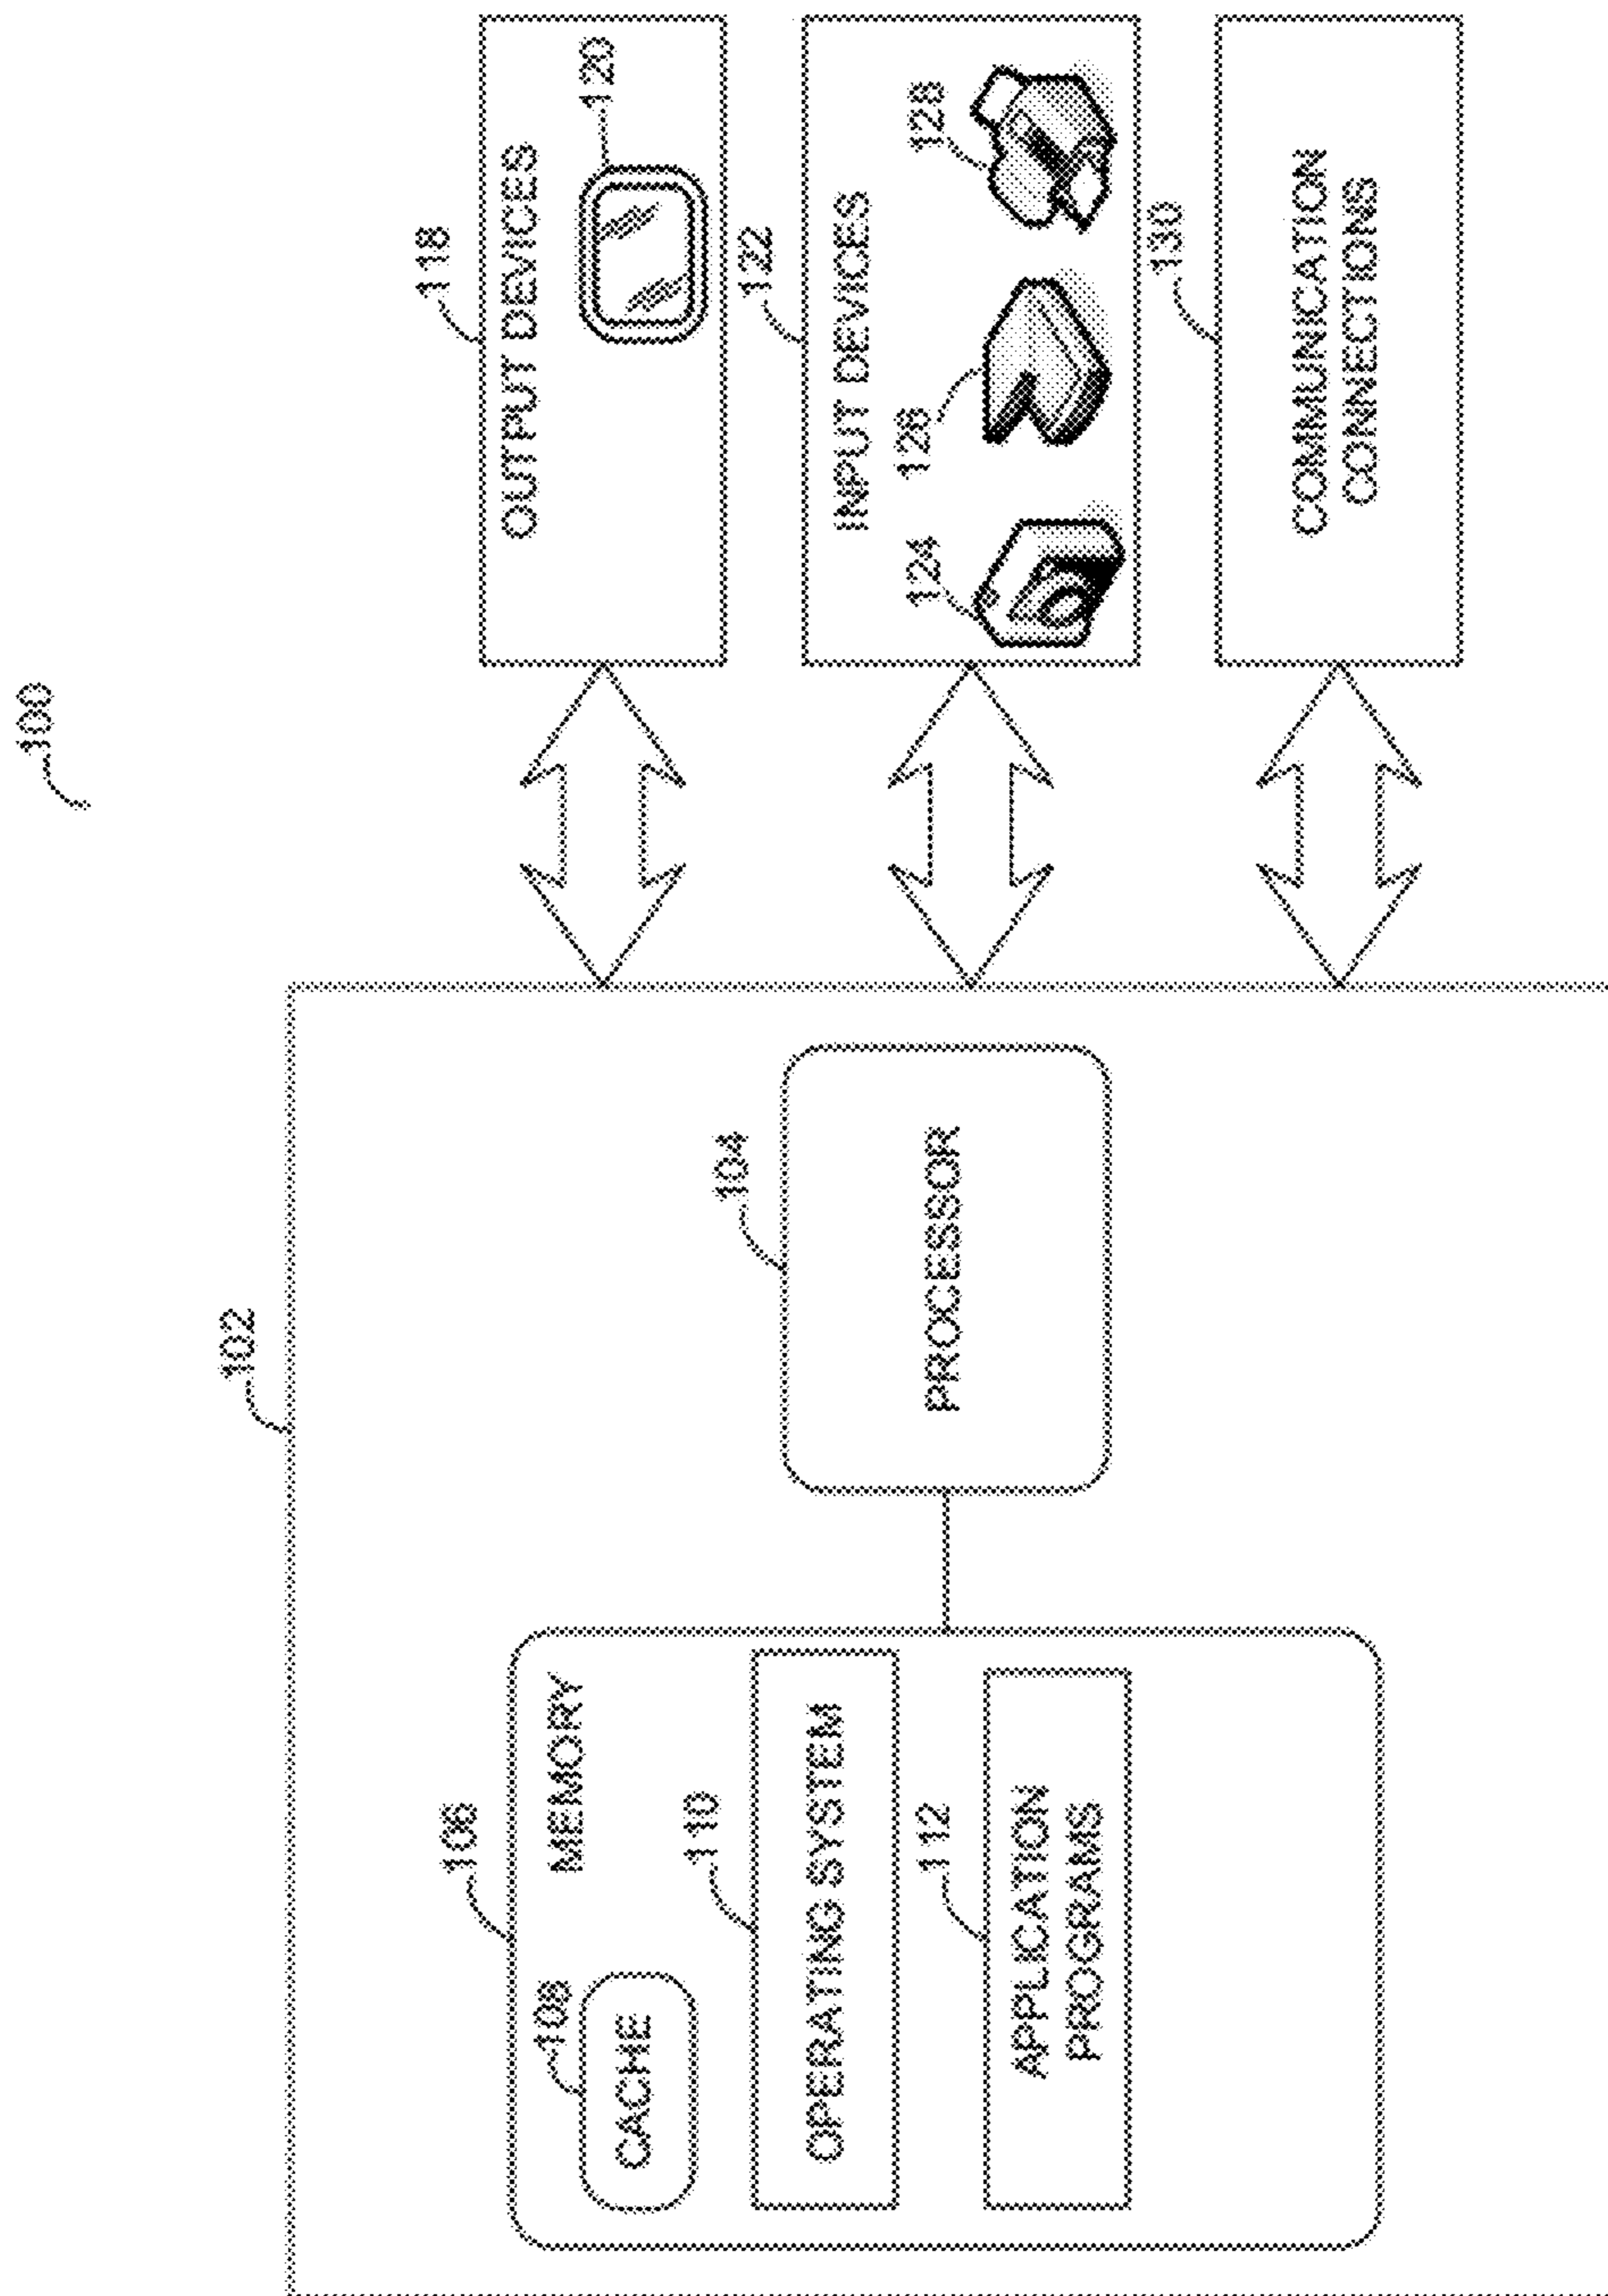 100
102
106
MEMORY
108
CACHE
110
OPERATING SYSTEM
112
APPLICATION
PROGRAMS
104
PROCESSOR
118
OUTPUT DEVICES
120
122
INPUT DEVICES
124
126
128
130
COMMUNICATION
CONNECTIONS